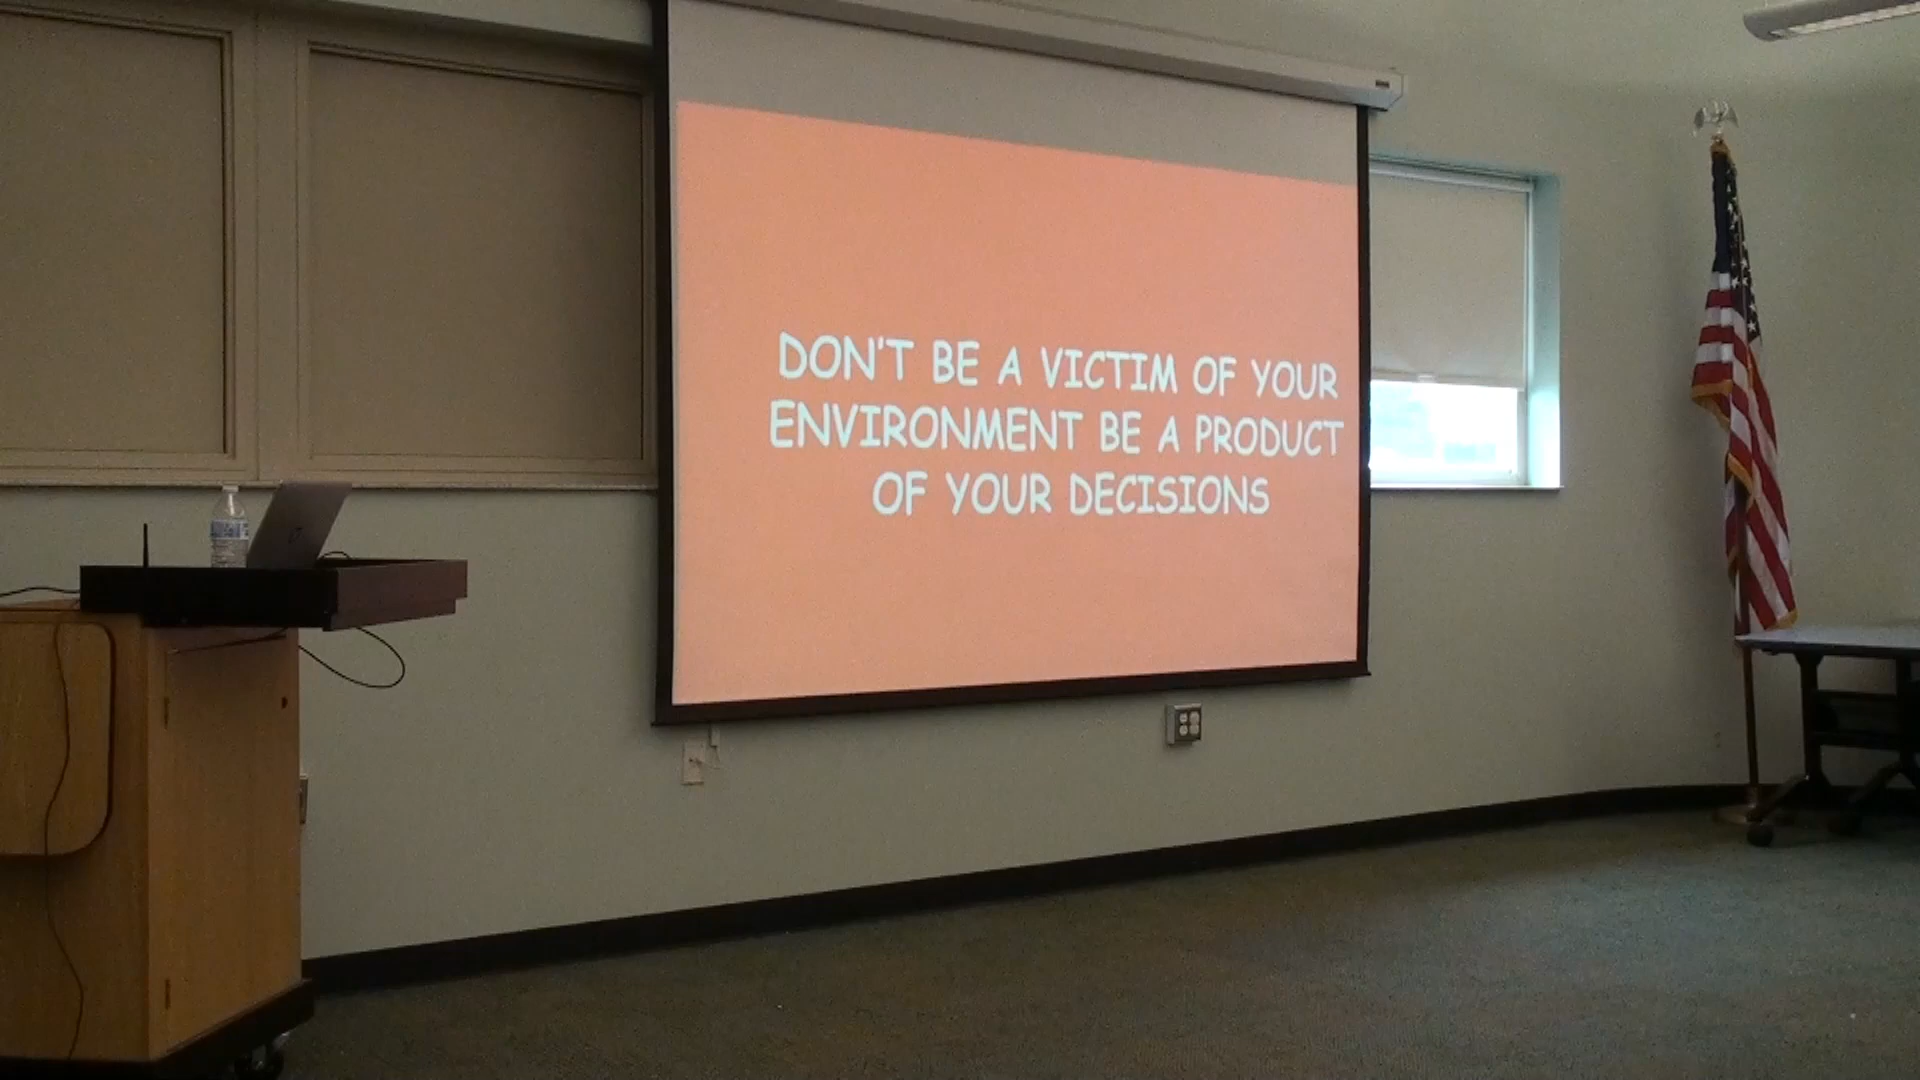 DON'T BE A VICTIM OF YOUR
ENVIRONMENT BE A PRODUCT
OF YOUR DECISIONS